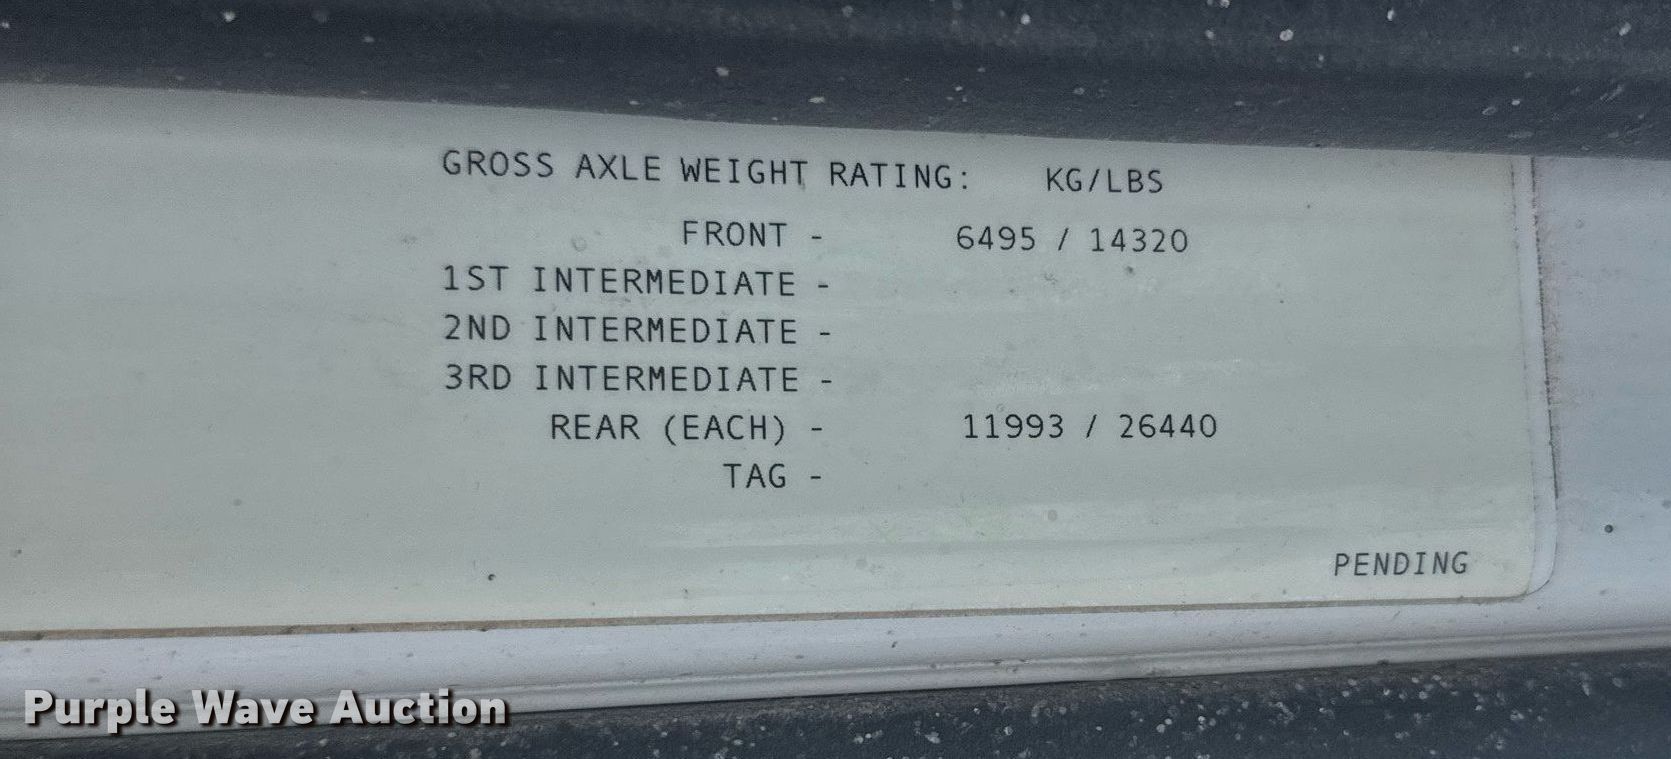 GROSS AXLE WEIGHT RATING: KG/LBS
FRONT - 6495 / 14320
1ST INTERMEDIATE -
2ND INTERMEDIATE -
3RD INTERMEDIATE -
REAR (EACH) - 11993 / 26440
TAG -
PENDING
Purple Wave Auction